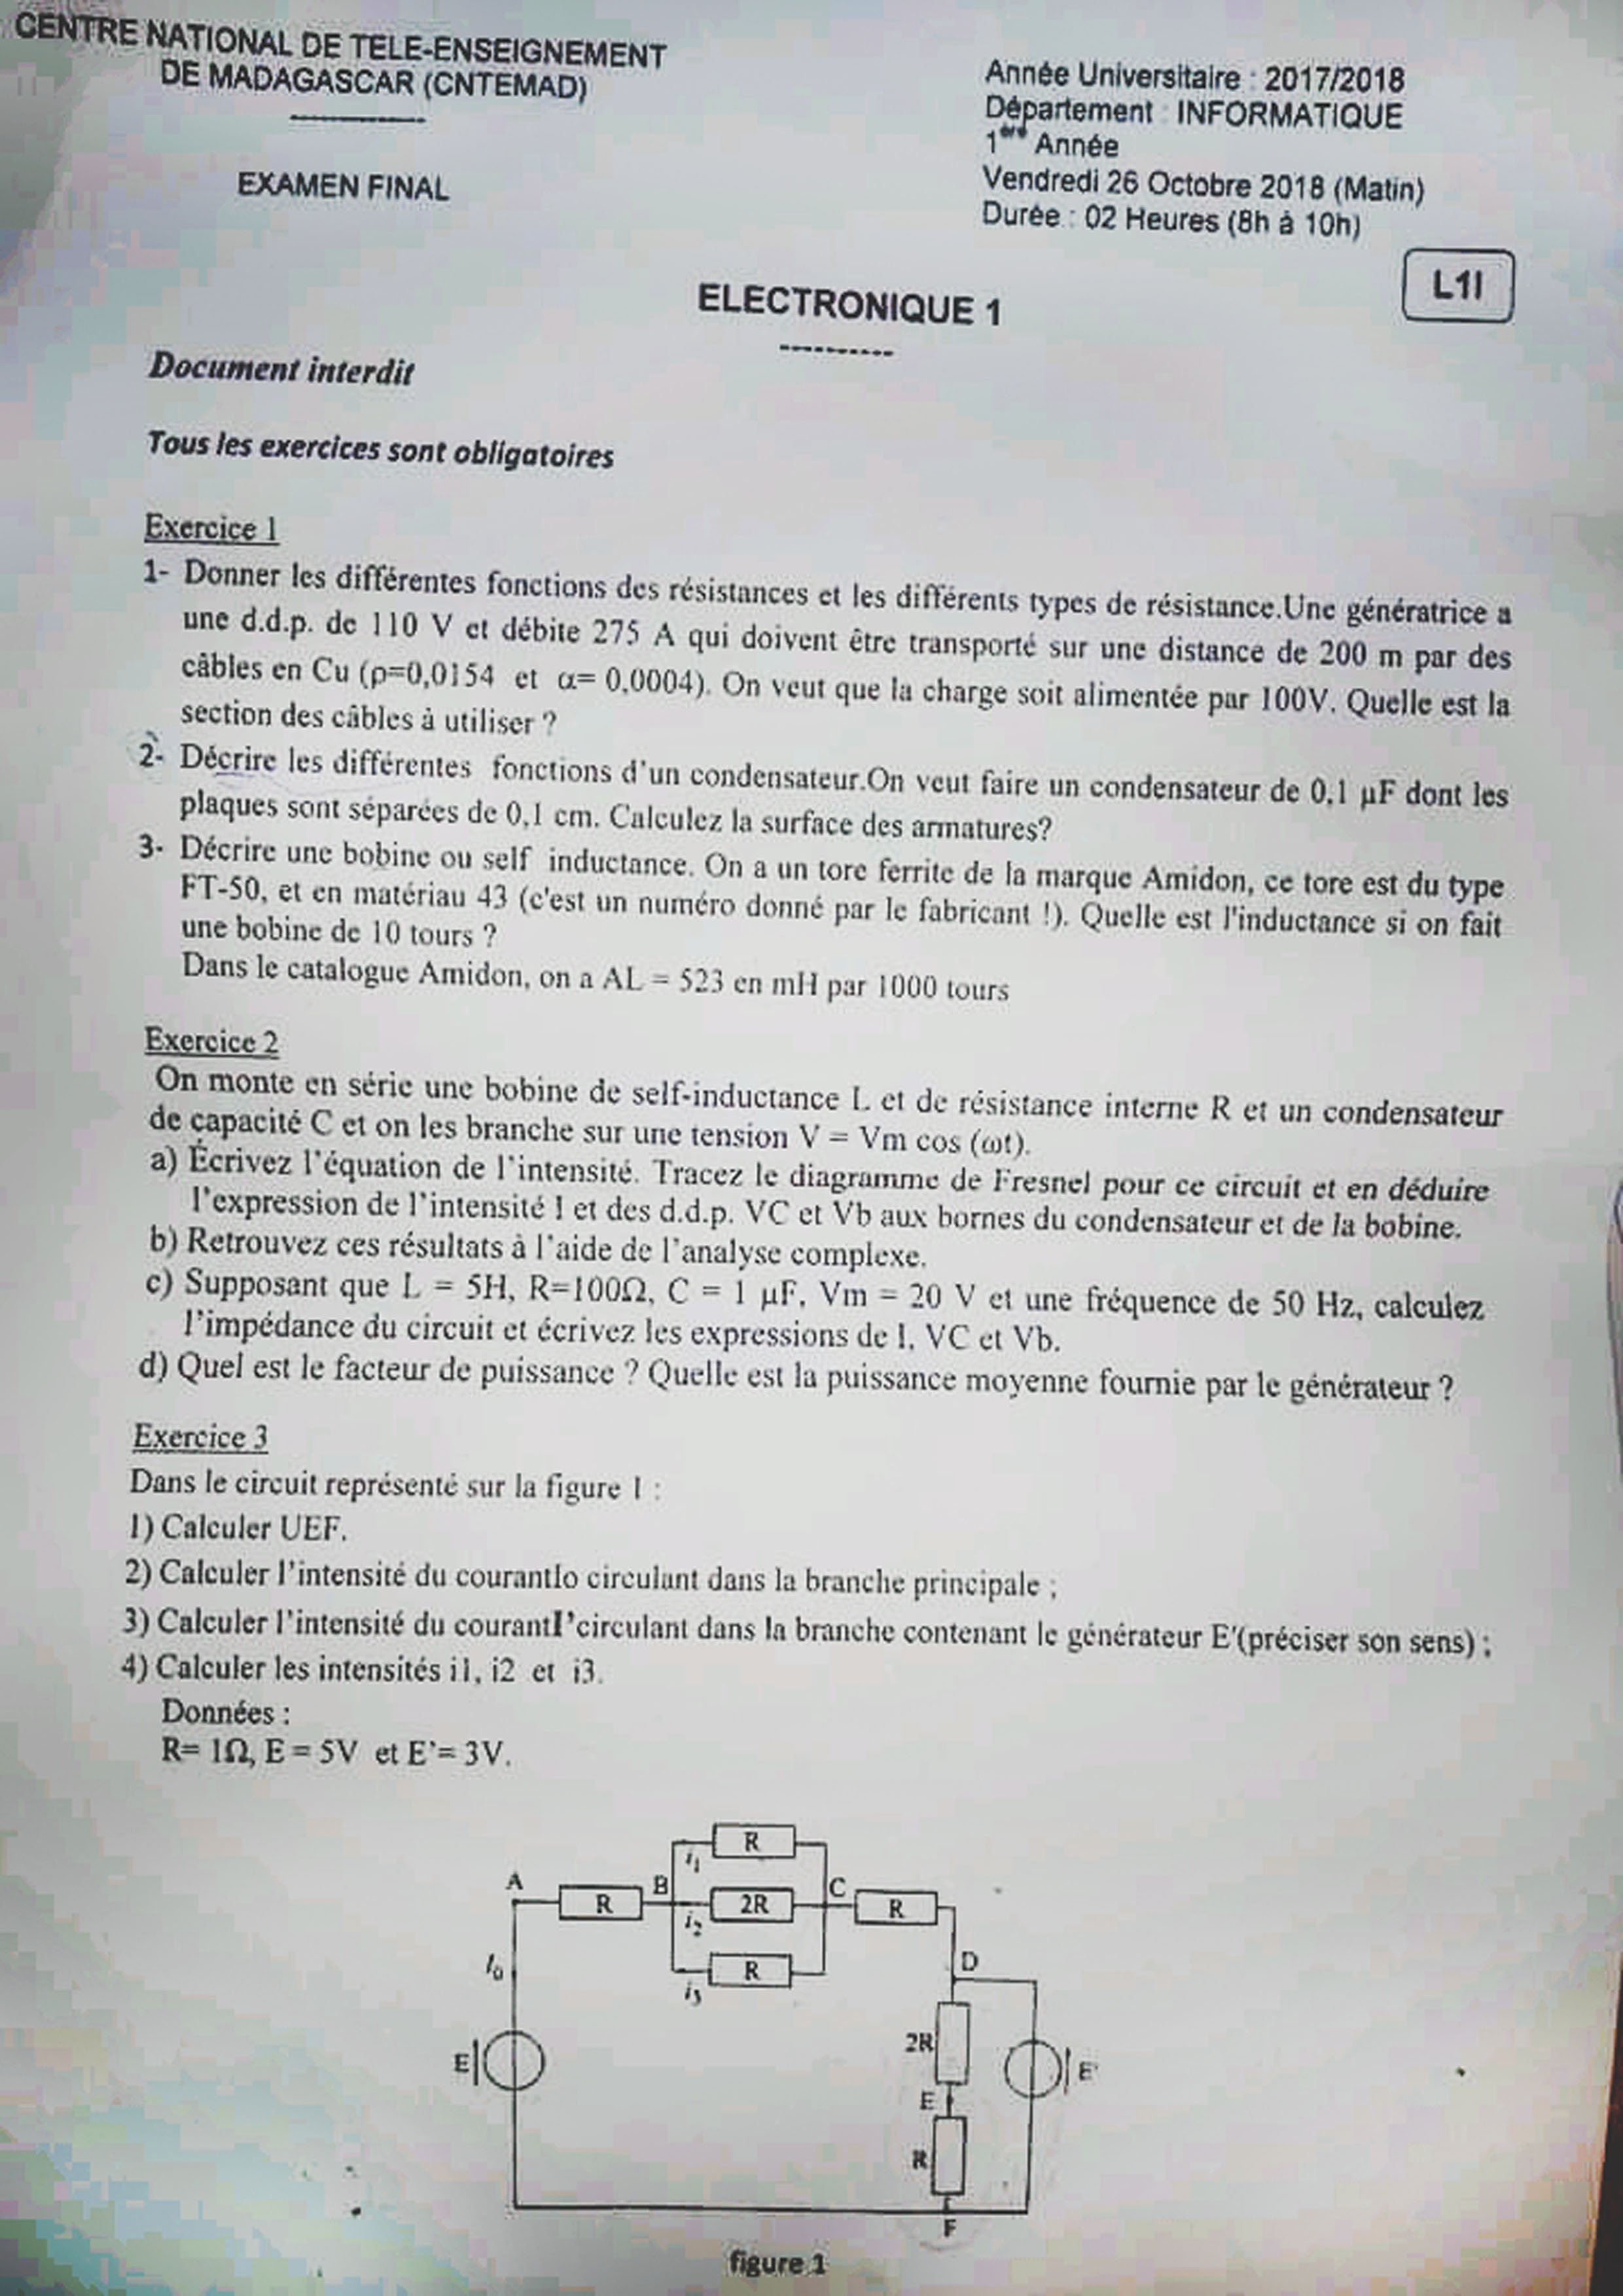 CENTRE NATIONAL DE TELE-ENSEIGNEMENT
DE MADAGASCAR (CNTEMAD)
EXAMEN FINAL
Année Universitaire : 2017/2018
Département : INFORMATIQUE
1ère Année
Vendredi 26 Octobre 2018 (Matin)
Durée : 02 Heures (8h à 10h)
L1I
ELECTRONIQUE 1
----------
Document interdit
Tous les exercices sont obligatoires
Exercice 1
1- Donner les différentes fonctions des résistances et les différents types de résistance.Une génératrice a
une d.d.p. de 110 V et débite 275 A qui doivent être transporté sur une distance de 200 m par des
câbles en Cu (ρ=0,0154 et α= 0,0004). On veut que la charge soit alimentée par 100V. Quelle est la
section des câbles à utiliser ?
2- Décrire les différentes fonctions d'un condensateur.On veut faire un condensateur de 0,1 µF dont les
plaques sont séparées de 0,1 cm. Calculez la surface des armatures?
3- Décrire une bobine ou self inductance. On a un tore ferrite de la marque Amidon, ce tore est du type
FT-50, et en matériau 43 (c'est un numéro donné par le fabricant !). Quelle est l'inductance si on fait
une bobine de 10 tours ?
Dans le catalogue Amidon, on a AL = 523 en mH par 1000 tours
Exercice 2
On monte en série une bobine de self-inductance L et de résistance interne R et un condensateur
de capacité C et on les branche sur une tension V = Vm cos (ωt).
a) Écrivez l'équation de l'intensité. Tracez le diagramme de Fresnel pour ce circuit et en déduire
l'expression de l'intensité I et des d.d.p. VC et Vb aux bornes du condensateur et de la bobine.
b) Retrouvez ces résultats à l'aide de l'analyse complexe.
c) Supposant que L = 5H, R=100Ω, C = 1 µF, Vm = 20 V et une fréquence de 50 Hz, calculez
l'impédance du circuit et écrivez les expressions de I, VC et Vb.
d) Quel est le facteur de puissance ? Quelle est la puissance moyenne fournie par le générateur ?
Exercice 3
Dans le circuit représenté sur la figure 1 :
1) Calculer UEF.
2) Calculer l'intensité du courantIo circulant dans la branche principale ;
3) Calculer l'intensité du courantI'circulant dans la branche contenant le générateur E'(préciser son sens) ;
4) Calculer les intensités i1, i2 et i3.
Données :
R= 1Ω, E = 5V et E'= 3V.
R
i1
A
B
C
R
2R
R
i2
I0
D
R
i3
2R
E
E'
E
R
F
figure 1